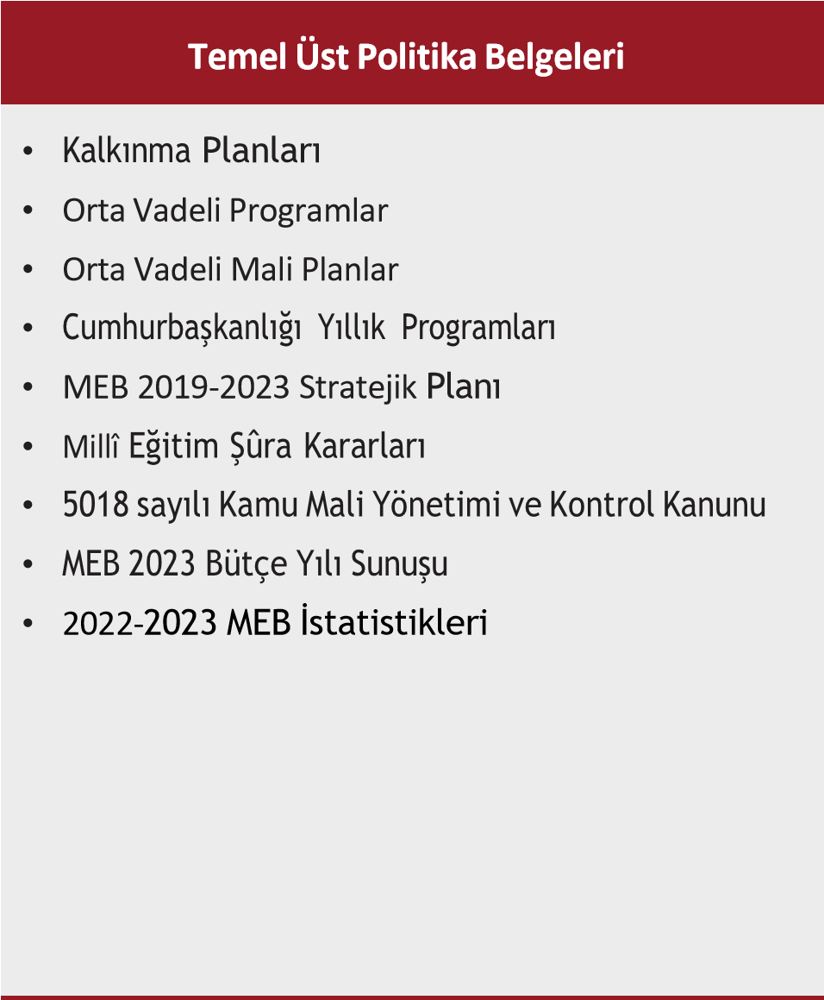 Temel Üst Politika Belgeleri
• Kalkınma Planları
• Orta Vadeli Programlar
• Orta Vadeli Mali Planlar
• Cumhurbaşkanlığı Yıllık Programları
• MEB 2019-2023 Stratejik Planı
• Millî Eğitim Şûra Kararları
• 5018 sayılı Kamu Mali Yönetimi ve Kontrol Kanunu
• MEB 2023 Bütçe Yılı Sunuşu
• 2022-2023 MEB İstatistikleri